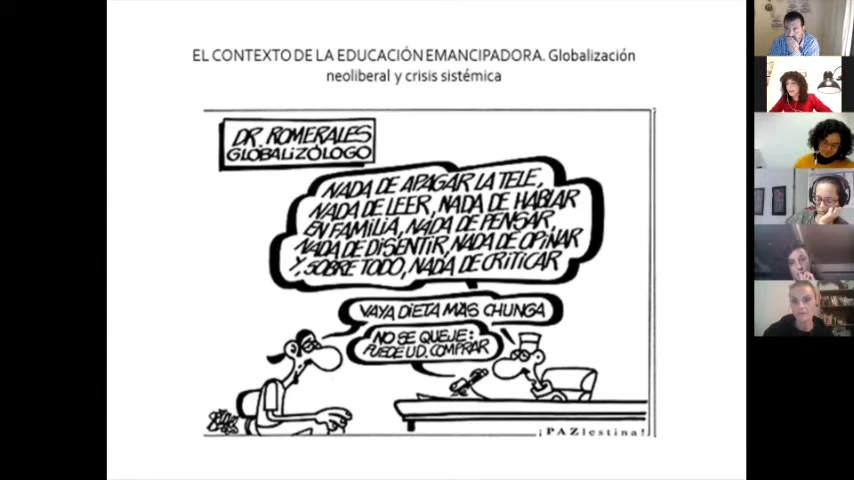 EL CONTEXTO DE LA EDUCACIÓN EMANCIPADORA. Globalización
neoliberal y crisis sistémica
DR. ROMERALES
GLOBALIZÓLOGO
NADA DE APAGAR LA TELE,
NADA DE LEER, NADA DE HABLAR
EN FAMILIA, NADA DE PENSAR,
NADA DE DISENTIR, NADA DE OPINAR
Y, SOBRE TODO, NADA DE CRITICAR
VAYA DIETA MÁS CHUNGA
NO SE QUEJE:
PUEDE UD. COMPRAR
¡PAZlestina!